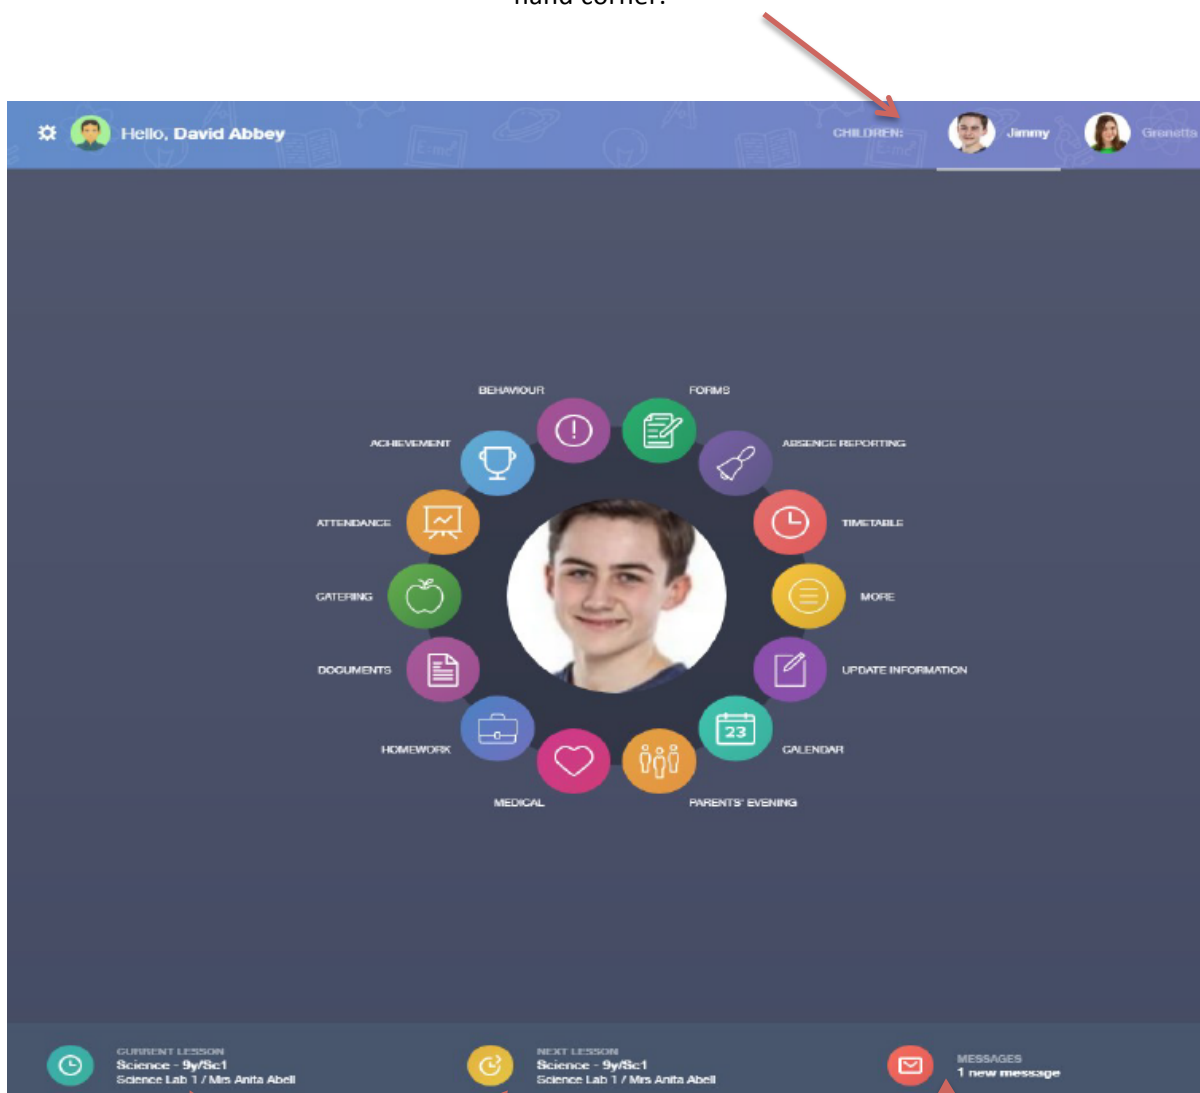 hand corner.
Hello, David Abbey
CHILDREN:
Jimmy
Grenetta
E=mc²
E=mc²
BEHAVIOUR
FORMS
ACHIEVEMENT
ABSENCE REPORTING
ATTENDANCE
TIMETABLE
CATERING
MORE
DOCUMENTS
UPDATE INFORMATION
23
HOMEWORK
CALENDAR
MEDICAL
PARENTS' EVENING
CURRENT LESSON
Science - 9y/Sc1
Science Lab 1 / Mrs Anita Abell
NEXT LESSON
Science - 9y/Sc1
Science Lab 1 / Mrs Anita Abell
MESSAGES
1 new message